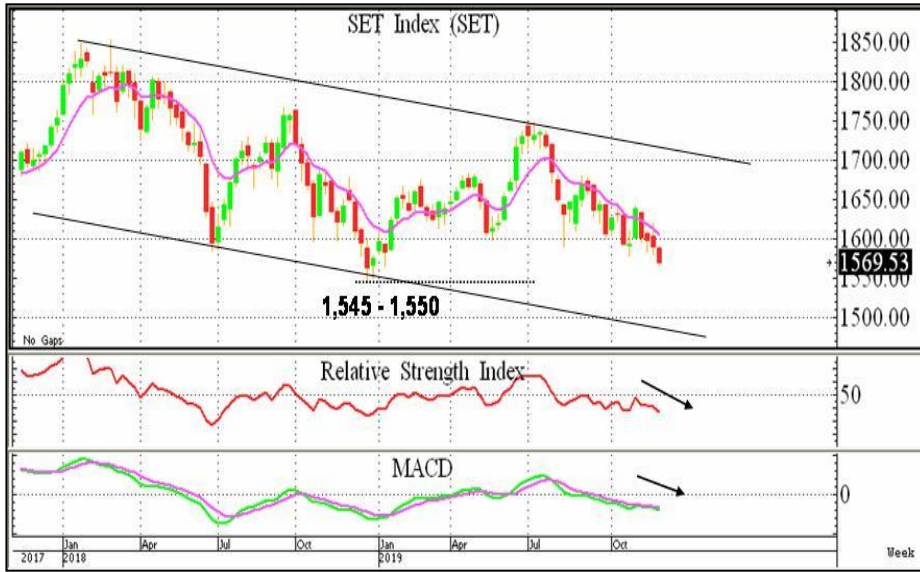 SET Index (SET)
1850.00
1800.00
1750.00
1700.00
1650.00
1600.00
1569.53
1550.00
1500.00
1,545 - 1,550
No Gaps
Relative Strength Index
50
MACD
0
Jan Apr Jul Oct Jan Apr Jul Oct
2017 2018 2019 Week